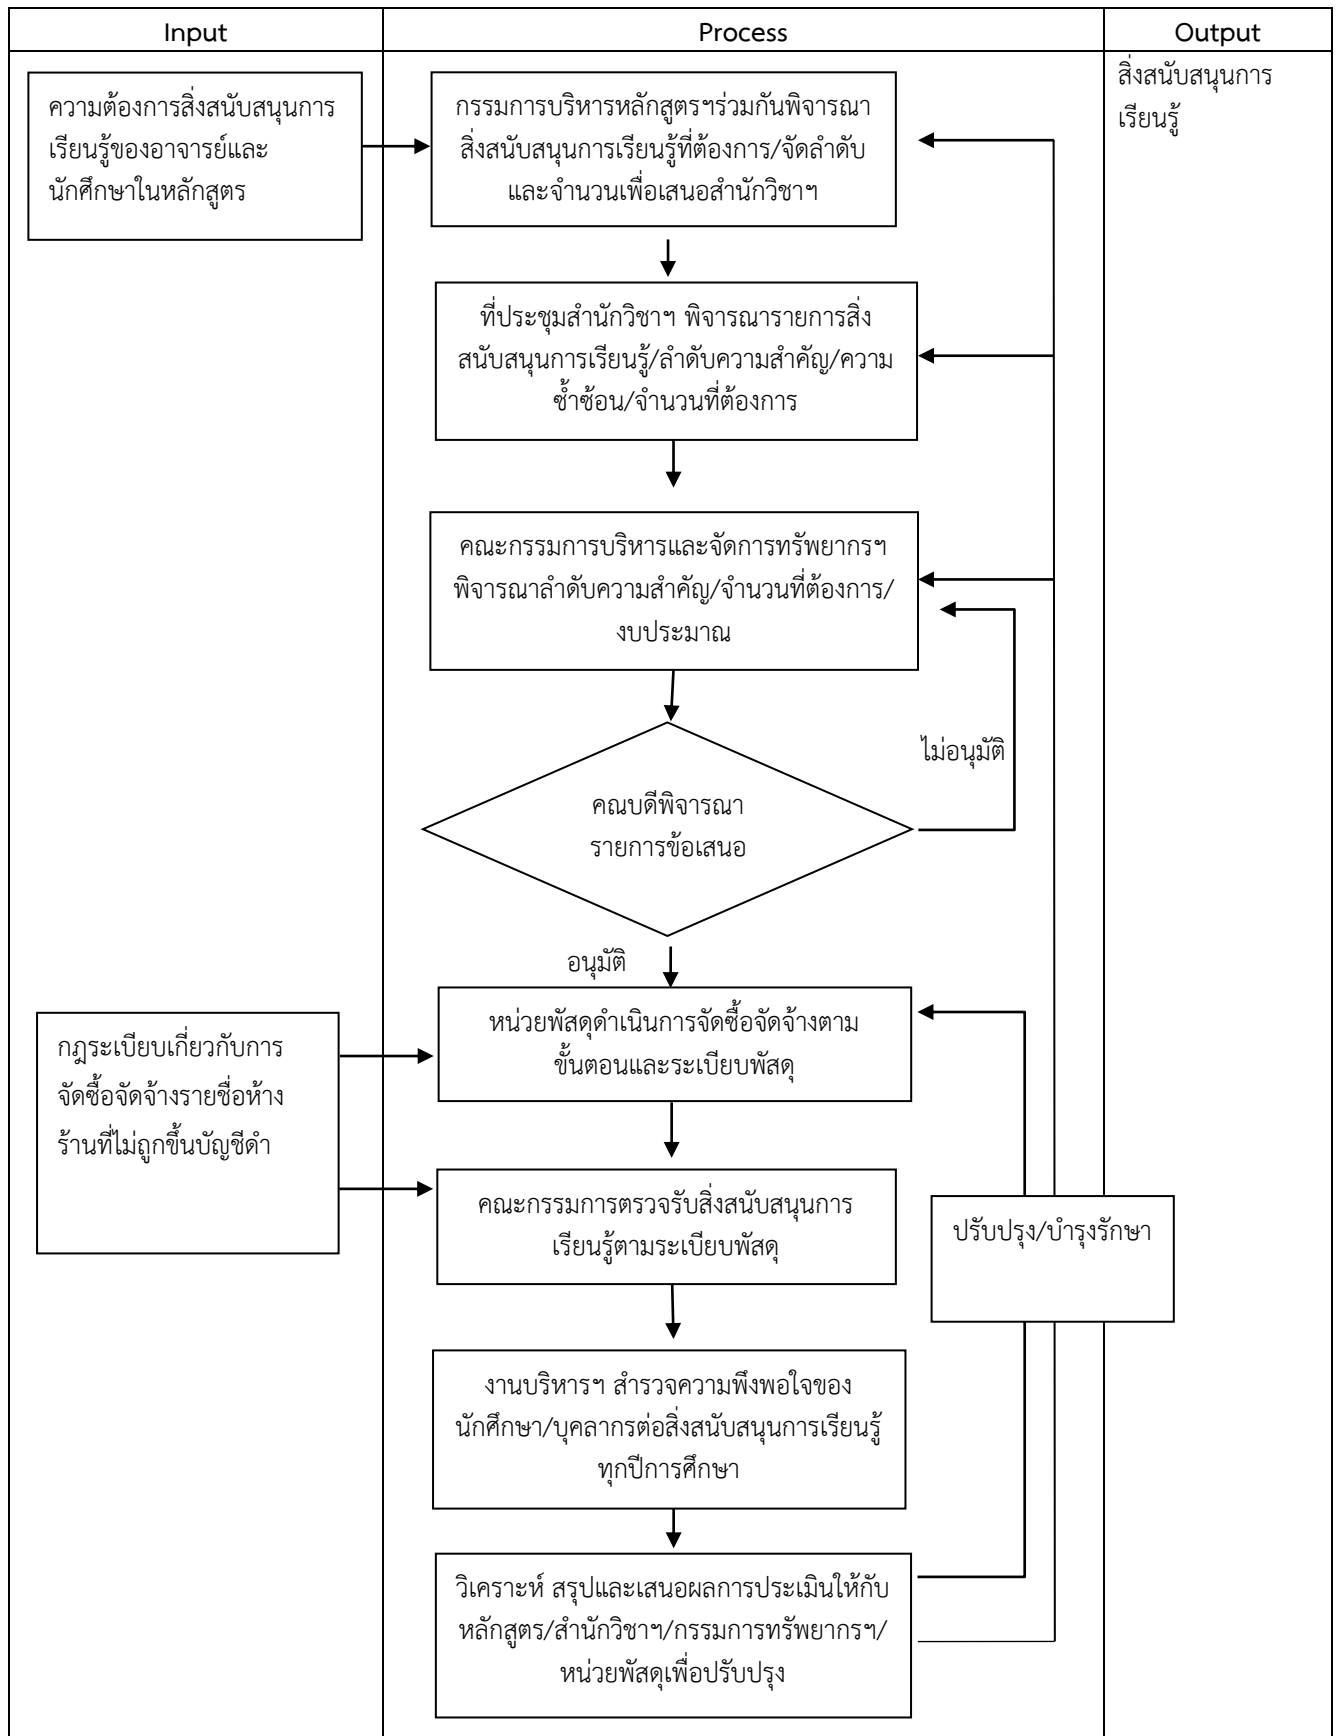 Input
Process
Output
ความต้องการสิ่งสนับสนุนการ
เรียนรู้ของอาจารย์และ
นักศึกษาในหลักสูตร
กรรมการบริหารหลักสูตรฯร่วมกันพิจารณา
สิ่งสนับสนุนการเรียนรู้ที่ต้องการ/จัดลำดับ
และจำนวนเพื่อเสนอสำนักวิชาฯ
สิ่งสนับสนุนการ
เรียนรู้
ที่ประชุมสำนักวิชาฯ พิจารณารายการสิ่ง
สนับสนุนการเรียนรู้/ลำดับความสำคัญ/ความ
ซ้ำซ้อน/จำนวนที่ต้องการ
คณะกรรมการบริหารและจัดการทรัพยากรฯ
พิจารณาลำดับความสำคัญ/จำนวนที่ต้องการ/
งบประมาณ
ไม่อนุมัติ
คณบดีพิจารณา
รายการข้อเสนอ
อนุมัติ
หน่วยพัสดุดำเนินการจัดซื้อจัดจ้างตาม
ขั้นตอนและระเบียบพัสดุ
กฎระเบียบเกี่ยวกับการ
จัดซื้อจัดจ้างรายชื่อห้าง
ร้านที่ไม่ถูกขึ้นบัญชีดำ
คณะกรรมการตรวจรับสิ่งสนับสนุนการ
เรียนรู้ตามระเบียบพัสดุ
ปรับปรุง/บำรุงรักษา
งานบริหารฯ สำรวจความพึงพอใจของ
นักศึกษา/บุคลากรต่อสิ่งสนับสนุนการเรียนรู้
ทุกปีการศึกษา
วิเคราะห์ สรุปและเสนอผลการประเมินให้กับ
หลักสูตร/สำนักวิชาฯ/กรรมการทรัพยากรฯ/
หน่วยพัสดุเพื่อปรับปรุง